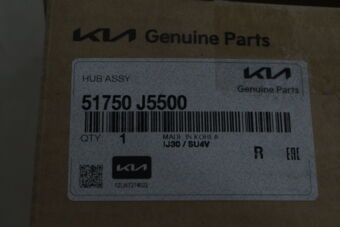 KIA Genuine Parts
HUB ASSY
KIA
Genuine Parts
51750 J5500
QTY 1
MADE IN KOREA
IJ30 / SU4V
R EAC
KIA